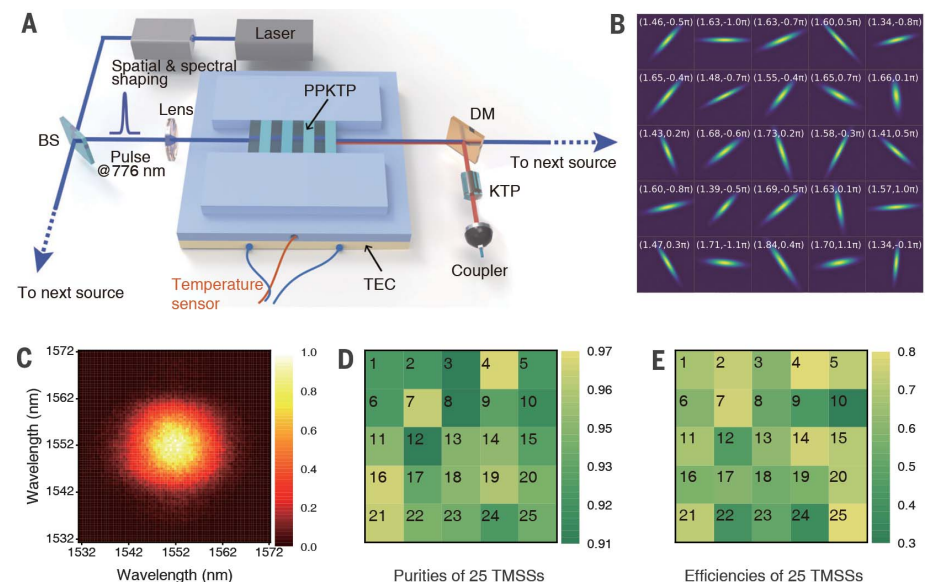 A
Laser
Spatial & spectral
shaping
PPKTP
Lens
DM
BS
Pulse
@776 nm
To next source
KTP
Coupler
TEC
Temperature
sensor
To next source
B
(1.46,-0.5π) (1.63,-1.0π) (1.63,-0.7π) (1.60,0.5π) (1.34,-0.8π)
(1.65,-0.4π) (1.48,-0.7π) (1.55,-0.4π) (1.65,0.7π) (1.66,0.1π)
(1.43,0.2π) (1.68,-0.6π) (1.73,0.2π) (1.58,-0.3π) (1.41,0.5π)
(1.60,-0.8π) (1.39,-0.5π) (1.69,-0.5π) (1.63,0.1π) (1.57,1.0π)
(1.47,0.3π) (1.71,-1.1π) (1.84,0.4π) (1.70,1.1π) (1.34,-0.1π)
C
1572
1562
1552
1542
1532
Wavelength (nm)
1532 1542 1552 1562 1572
Wavelength (nm)
1.0
0.8
0.6
0.4
0.2
0.0
D
1 2 3 4 5
6 7 8 9 10
11 12 13 14 15
16 17 18 19 20
21 22 23 24 25
0.97
0.96
0.95
0.93
0.92
0.91
Purities of 25 TMSSs
E
1 2 3 4 5
6 7 8 9 10
11 12 13 14 15
16 17 18 19 20
21 22 23 24 25
0.8
0.7
0.6
0.5
0.4
0.3
Efficiencies of 25 TMSSs